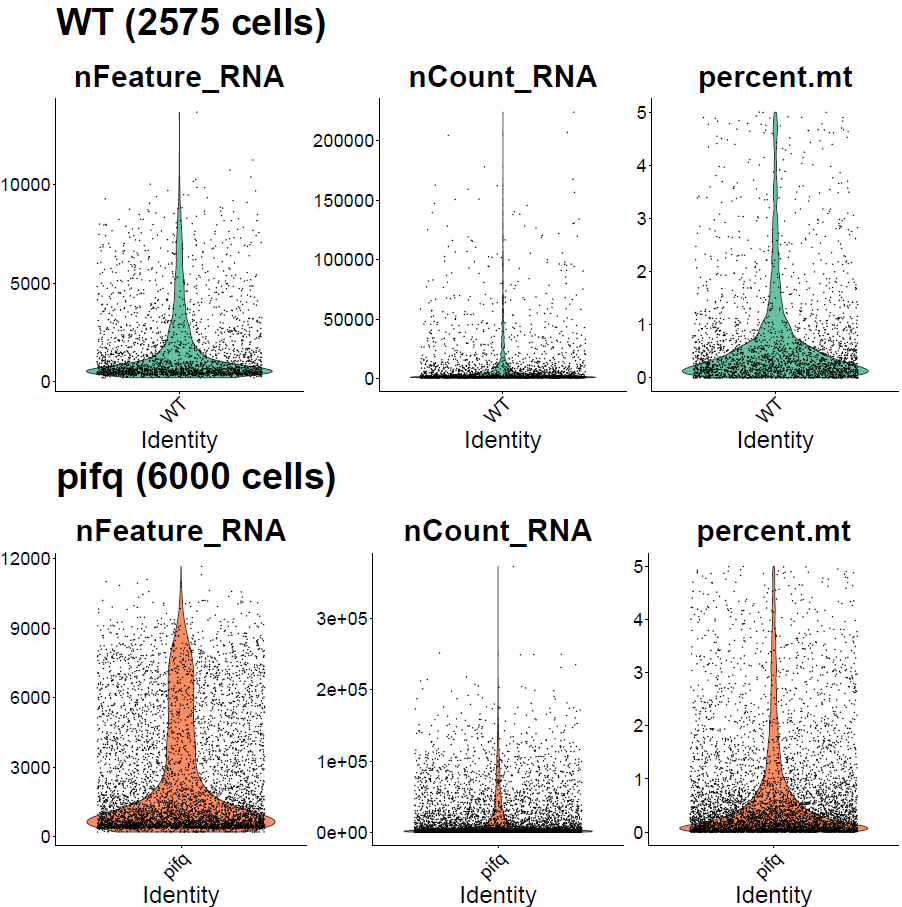 WT (2575 cells)
nFeature_RNA nCount_RNA percent.mt
10000
5000
0
200000
150000
100000
50000
0
5
4
3
2
1
0
WT WT WT
Identity Identity Identity
pifq (6000 cells)
nFeature_RNA nCount_RNA percent.mt
12000
9000
6000
3000
0
3e+05
2e+05
1e+05
0e+00
5
4
3
2
1
0
pifq pifq pifq
Identity Identity Identity